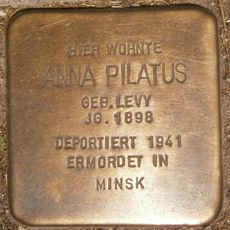 HIER WOHNTE
ANNA PILATUS
GEB. LEVY
JG. 1898
DEPORTIERT 1941
ERMORDET IN
MINSK